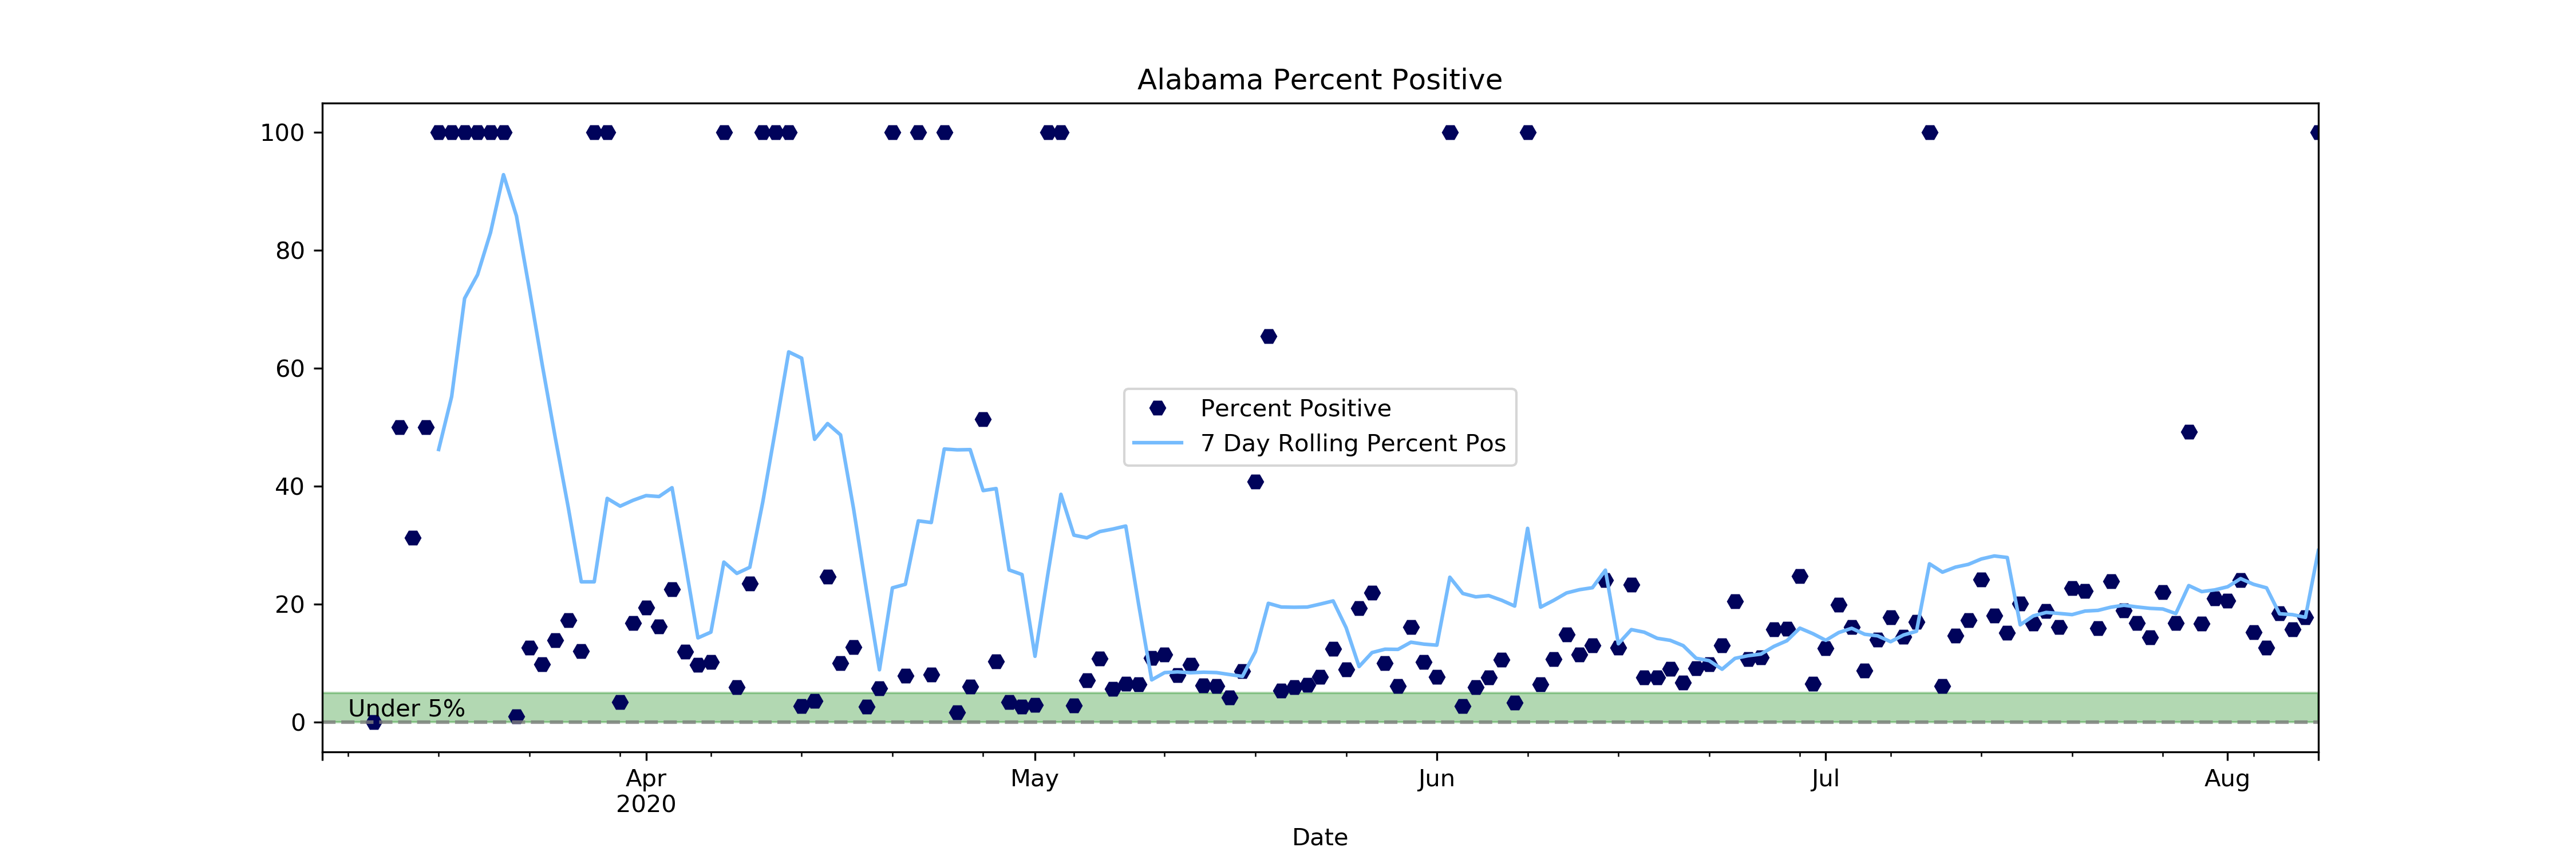 Alabama Percent Positive
100
80
60
40
20
0
Percent Positive
7 Day Rolling Percent Pos
Under 5%
Apr
2020
May
Jun
Jul
Aug
Date